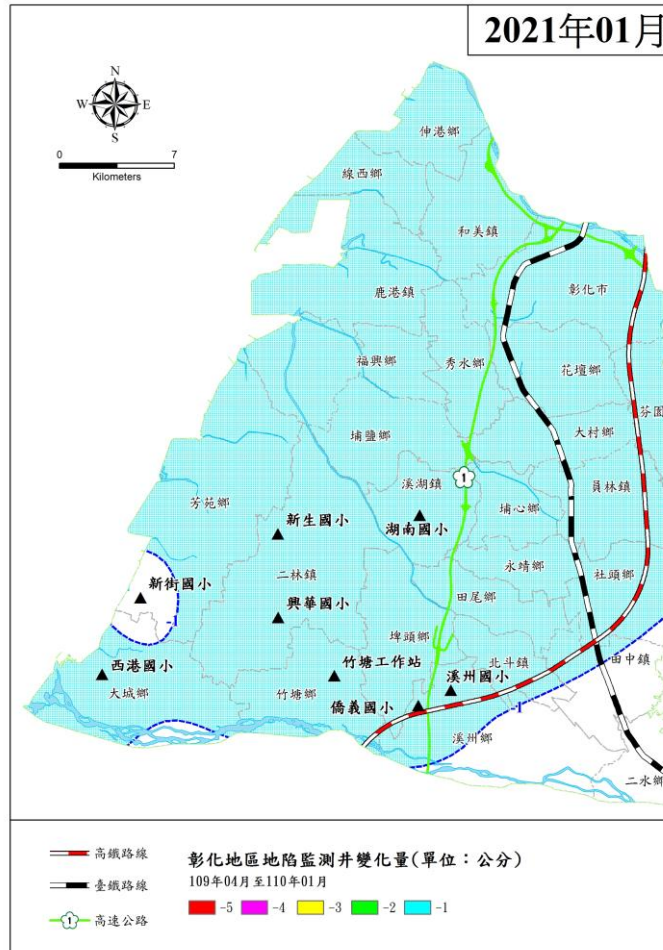 2021年01月
N
W E
S
0 7
Kilometers
伸港鄉
線西鄉
和美鎮
鹿港鎮
彰化市
福興鄉
秀水鄉
花壇鄉
芬園
大村鄉
埔鹽鄉
溪湖鎮
1
員林鎮
芳苑鄉
新生國小
湖南國小
埔心鄉
二林鎮
永靖鄉
社頭鄉
新街國小
興華國小
田尾鄉
-1
埤頭鄉
西港國小
竹塘工作站
北斗鎮
田中鎮
大城鄉
竹塘鄉
溪州國小
僑義國小
-1
溪州鄉
二水鄉
高鐵路線
臺鐵路線
1 高速公路
彰化地區地陷監測井變化量(單位：公分)
109年04月至110年01月
-5 -4 -3 -2 -1